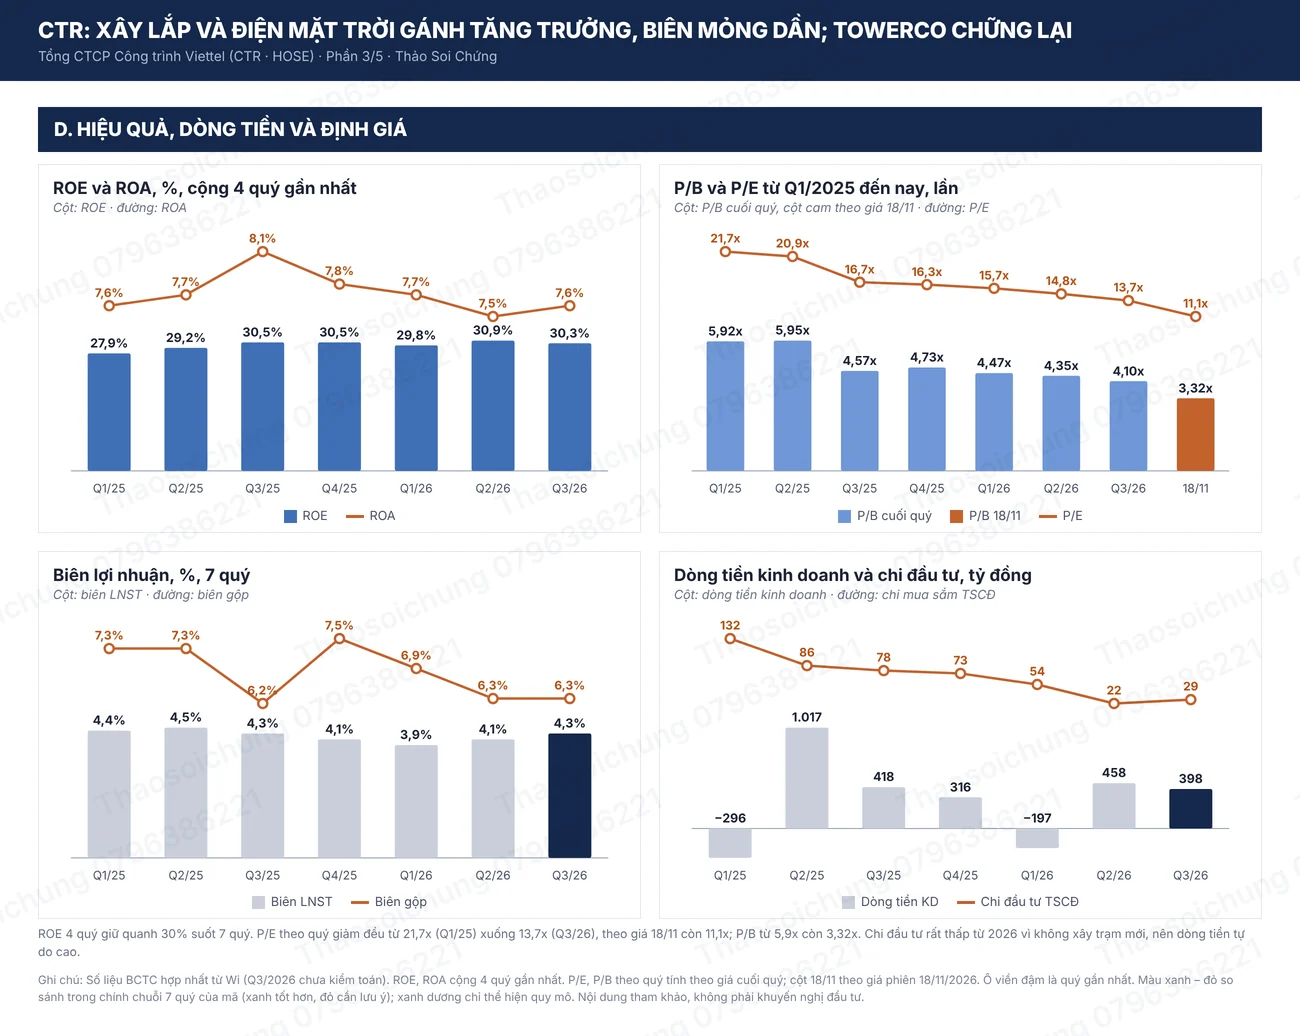 CTR: XÂY LẮP VÀ ĐIỆN MẶT TRỜI GÁNH TĂNG TRƯỞNG, BIÊN MỎNG DẦN; TOWERCO CHỮNG LẠI
Tổng CTCP Công trình Viettel (CTR · HOSE) · Phần 3/5 · Thảo Soi Chứng
D. HIỆU QUẢ, DÒNG TIỀN VÀ ĐỊNH GIÁ
ROE và ROA, %, cộng 4 quý gần nhất
Cột: ROE · đường: ROA
7,6% 7,7% 8,1% 7,8% 7,7% 7,5% 7,6%
27,9% 29,2% 30,5% 30,5% 29,8% 30,9% 30,3%
Q1/25 Q2/25 Q3/25 Q4/25 Q1/26 Q2/26 Q3/26
ROE ROA
P/B và P/E từ Q1/2025 đến nay, lần
Cột: P/B cuối quý, cột cam theo giá 18/11 · đường: P/E
21,7x 20,9x 16,7x 16,3x 15,7x 14,8x 13,7x 11,1x
5,92x 5,95x 4,57x 4,73x 4,47x 4,35x 4,10x 3,32x
Q1/25 Q2/25 Q3/25 Q4/25 Q1/26 Q2/26 Q3/26 18/11
P/B cuối quý P/B 18/11 P/E
Biên lợi nhuận, %, 7 quý
Cột: biên LNST · đường: biên gộp
7,3% 7,3% 6,2% 7,5% 6,9% 6,3% 6,3%
4,4% 4,5% 4,3% 4,1% 3,9% 4,1% 4,3%
Q1/25 Q2/25 Q3/25 Q4/25 Q1/26 Q2/26 Q3/26
Biên LNST Biên gộp
Dòng tiền kinh doanh và chi đầu tư, tỷ đồng
Cột: dòng tiền kinh doanh · đường: chi mua sắm TSCĐ
132 86 78 73 54 22 29
−296 1.017 418 316 −197 458 398
Q1/25 Q2/25 Q3/25 Q4/25 Q1/26 Q2/26 Q3/26
Dòng tiền KD Chi đầu tư TSCĐ
ROE 4 quý giữ quanh 30% suốt 7 quý. P/E theo quý giảm đều từ 21,7x (Q1/25) xuống 13,7x (Q3/26), theo giá 18/11 còn 11,1x; P/B từ 5,9x còn 3,32x. Chi đầu tư rất thấp từ 2026 vì không xây trạm mới, nên dòng tiền tự
do cao.
Ghi chú: Số liệu BCTC hợp nhất từ Wi (Q3/2026 chưa kiểm toán). ROE, ROA cộng 4 quý gần nhất. P/E, P/B theo quý tính theo giá cuối quý; cột 18/11 theo giá phiên 18/11/2026. Ô viền đậm là quý gần nhất. Màu xanh – đỏ so
sánh trong chính chuỗi 7 quý của mã (xanh tốt hơn, đỏ cần lưu ý); xanh dương chỉ thể hiện quy mô. Nội dung tham khảo, không phải khuyến nghị đầu tư.
Thaosoichung 0796386221